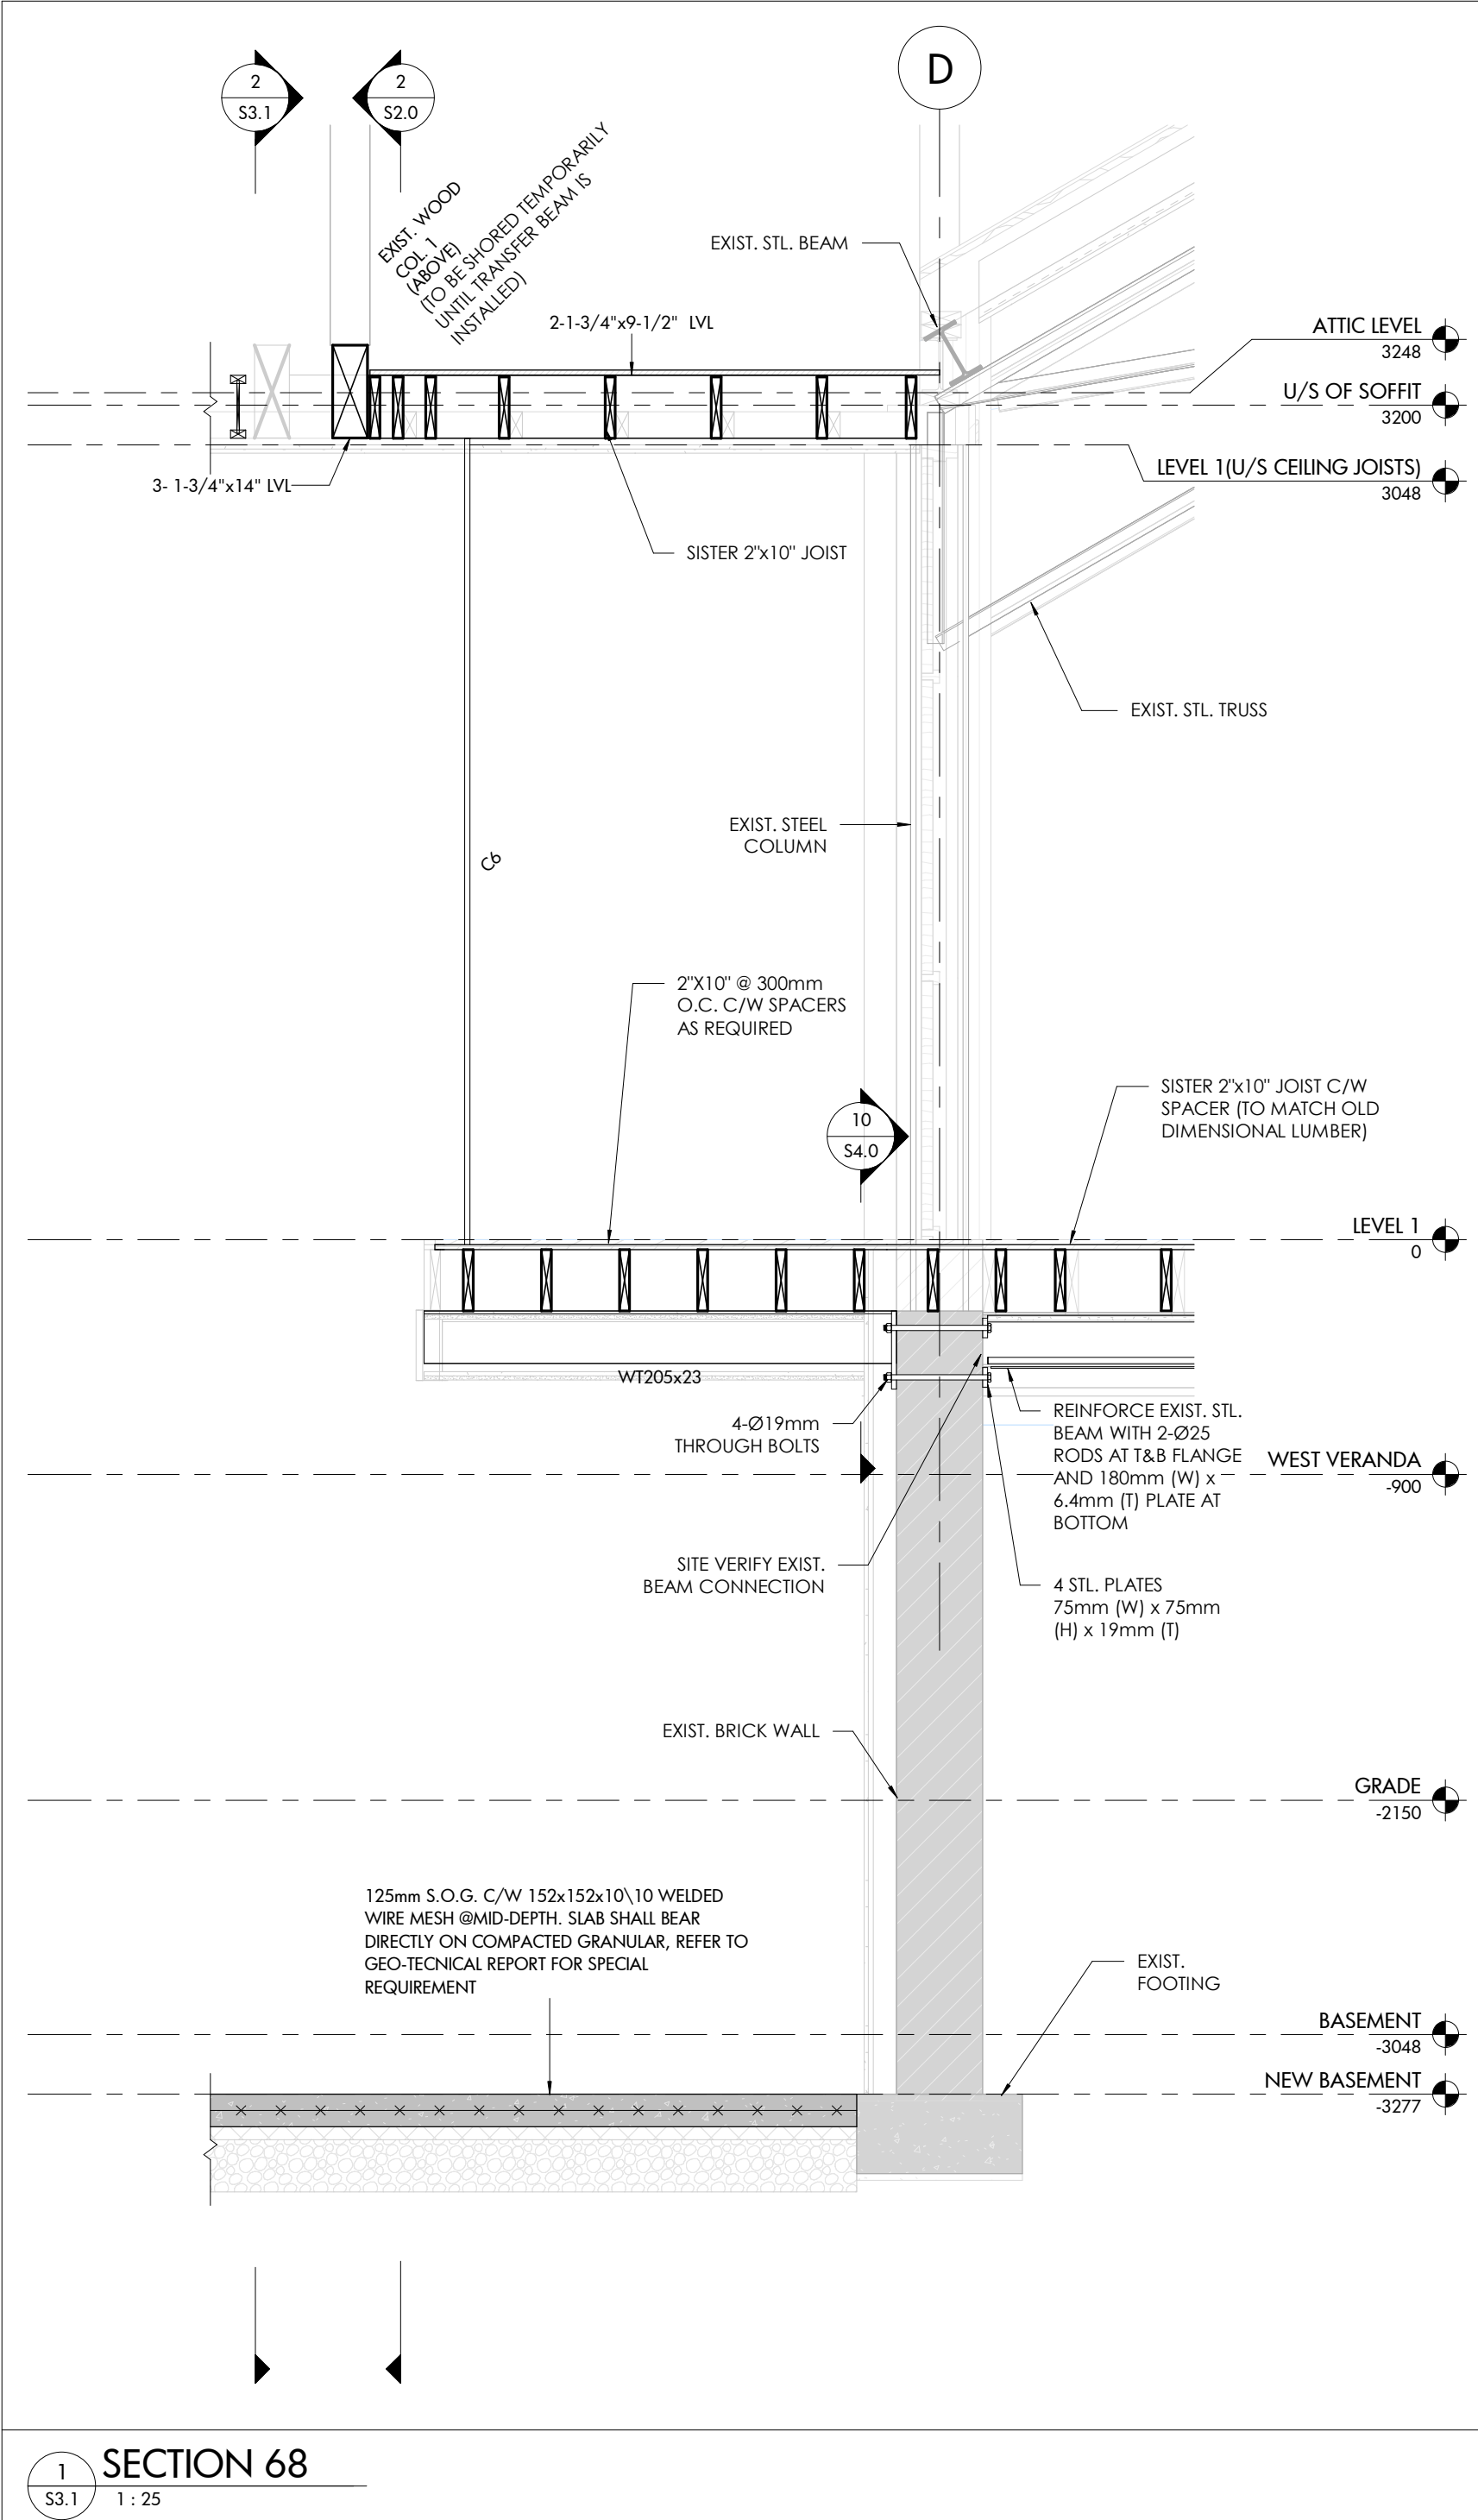 2
S3.1
2
S2.0
D
EXIST. WOOD
COL. 1
(ABOVE)
(TO BE SHORED TEMPORARILY
UNTIL TRANSFER BEAM IS
INSTALLED)
EXIST. STL. BEAM
2-1-3/4"x9-1/2" LVL
ATTIC LEVEL
3248
U/S OF SOFFIT
3200
LEVEL 1(U/S CEILING JOISTS)
3048
3- 1-3/4"x14" LVL
SISTER 2"x10" JOIST
EXIST. STL. TRUSS
EXIST. STEEL
COLUMN
C6
2"X10" @ 300mm
O.C. C/W SPACERS
AS REQUIRED
SISTER 2"x10" JOIST C/W
SPACER (TO MATCH OLD
DIMENSIONAL LUMBER)
10
S4.0
LEVEL 1
0
WT205x23
4-Ø19mm
THROUGH BOLTS
REINFORCE EXIST. STL.
BEAM WITH 2-Ø25
RODS AT T&B FLANGE
AND 180mm (W) x
6.4mm (T) PLATE AT
BOTTOM
WEST VERANDA
-900
SITE VERIFY EXIST.
BEAM CONNECTION
4 STL. PLATES
75mm (W) x 75mm
(H) x 19mm (T)
EXIST. BRICK WALL
GRADE
-2150
125mm S.O.G. C/W 152x152x10\10 WELDED
WIRE MESH @MID-DEPTH. SLAB SHALL BEAR
DIRECTLY ON COMPACTED GRANULAR, REFER TO
GEO-TECNICAL REPORT FOR SPECIAL
REQUIREMENT
EXIST.
FOOTING
BASEMENT
-3048
NEW BASEMENT
-3277
1
S3.1
SECTION 68
1 : 25